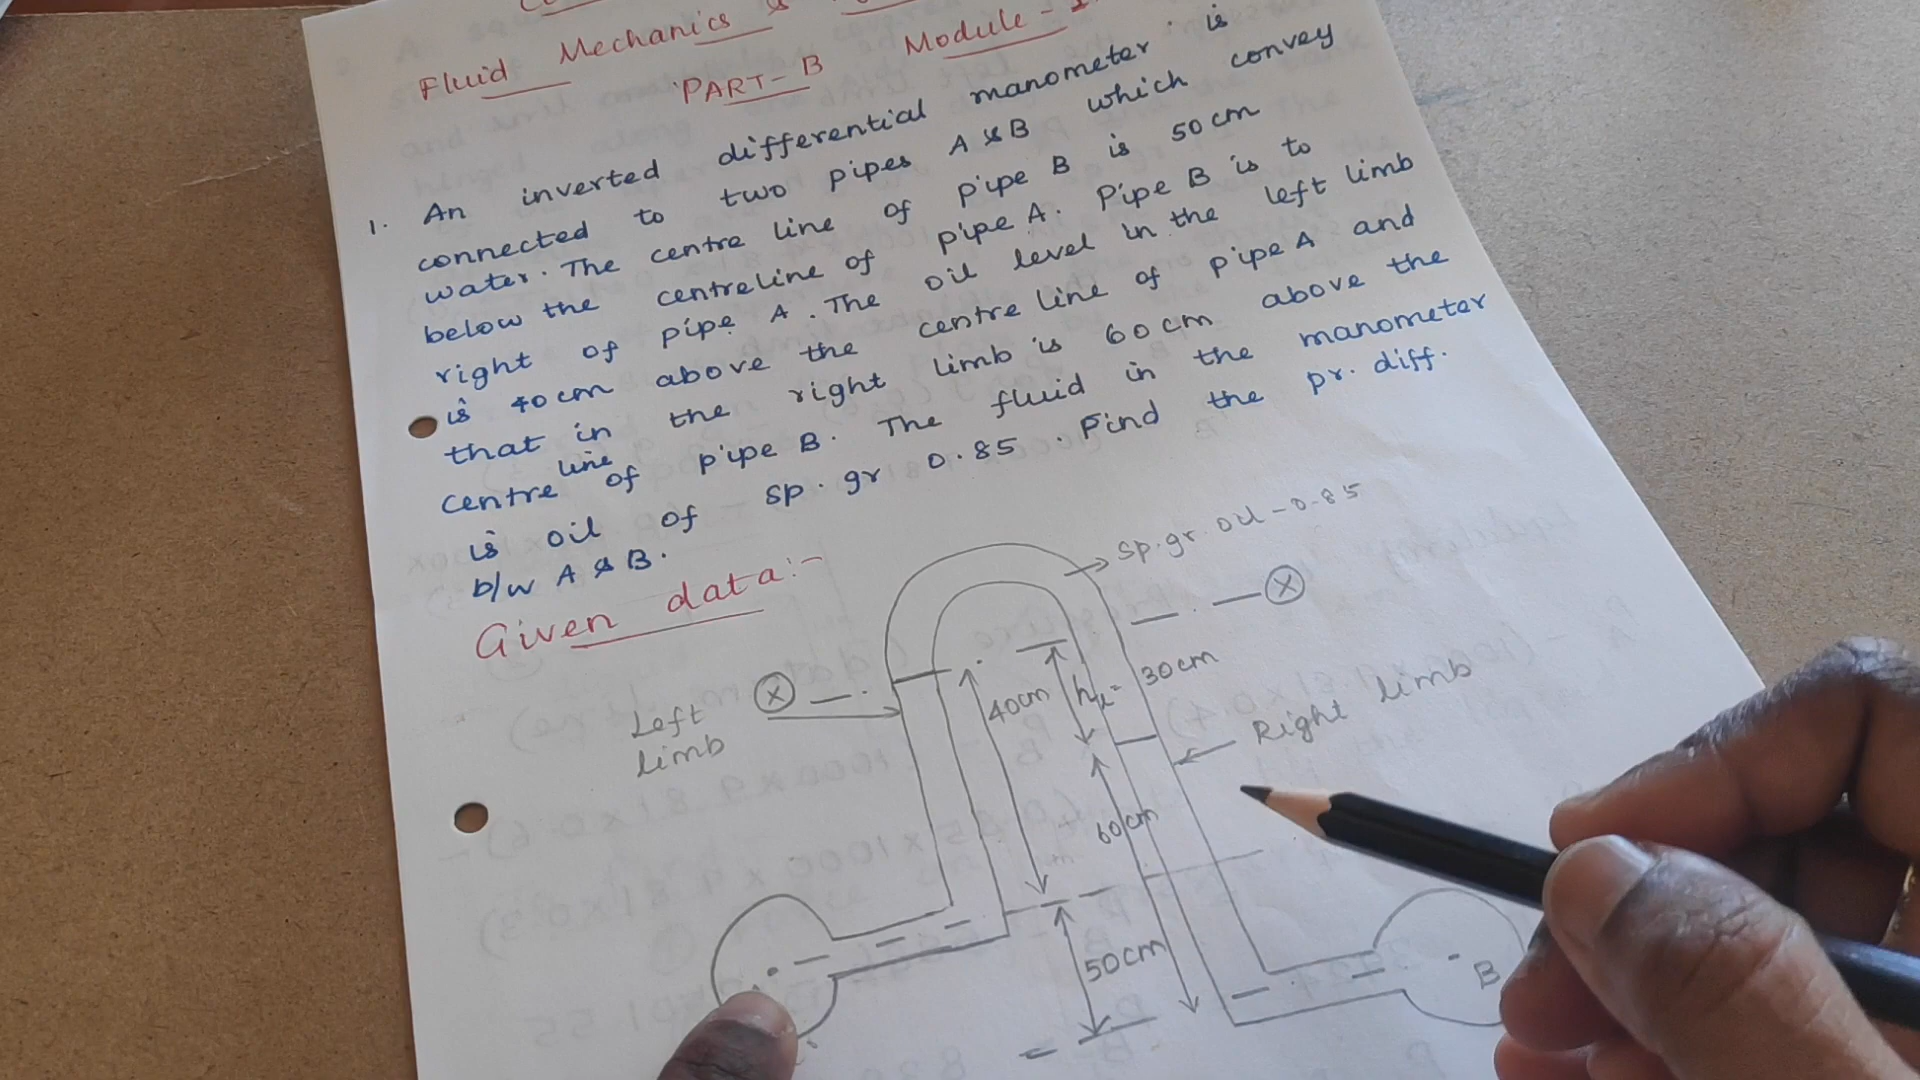 Fluid Mechanics &
PART-B Module-
1. An inverted differential manometer is
connected to two pipes A & B which convey
water. The centre line of pipe B is 50 cm
below the centreline of pipe A. Pipe B is to
right of pipe A. The oil level in the left limb
is 40 cm above the centre line of pipe A and
that in the right limb is 60 cm above the
centre line of pipe B. The fluid in the manometer
is oil of sp. gr 0.85. Find the pr. diff.
b/w A & B.
Given data:-
sp.gr.oil-0.85
X
X
Left
limb
40cm
30cm
Right limb
60cm
50cm
B